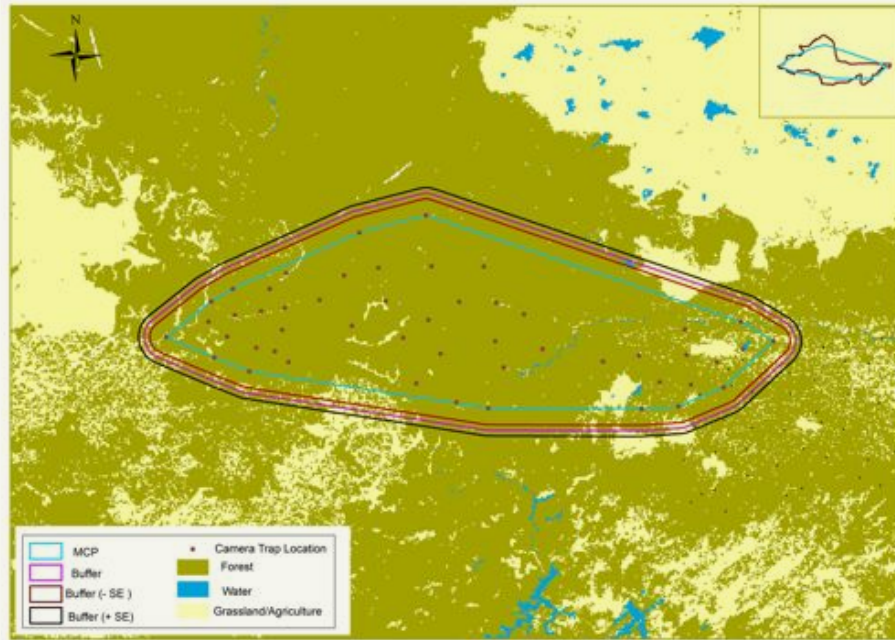 N
MCP
Buffer
Buffer (- SE )
Buffer (+ SE)
Camera Trap Location
Forest
Water
Grassland/Agriculture